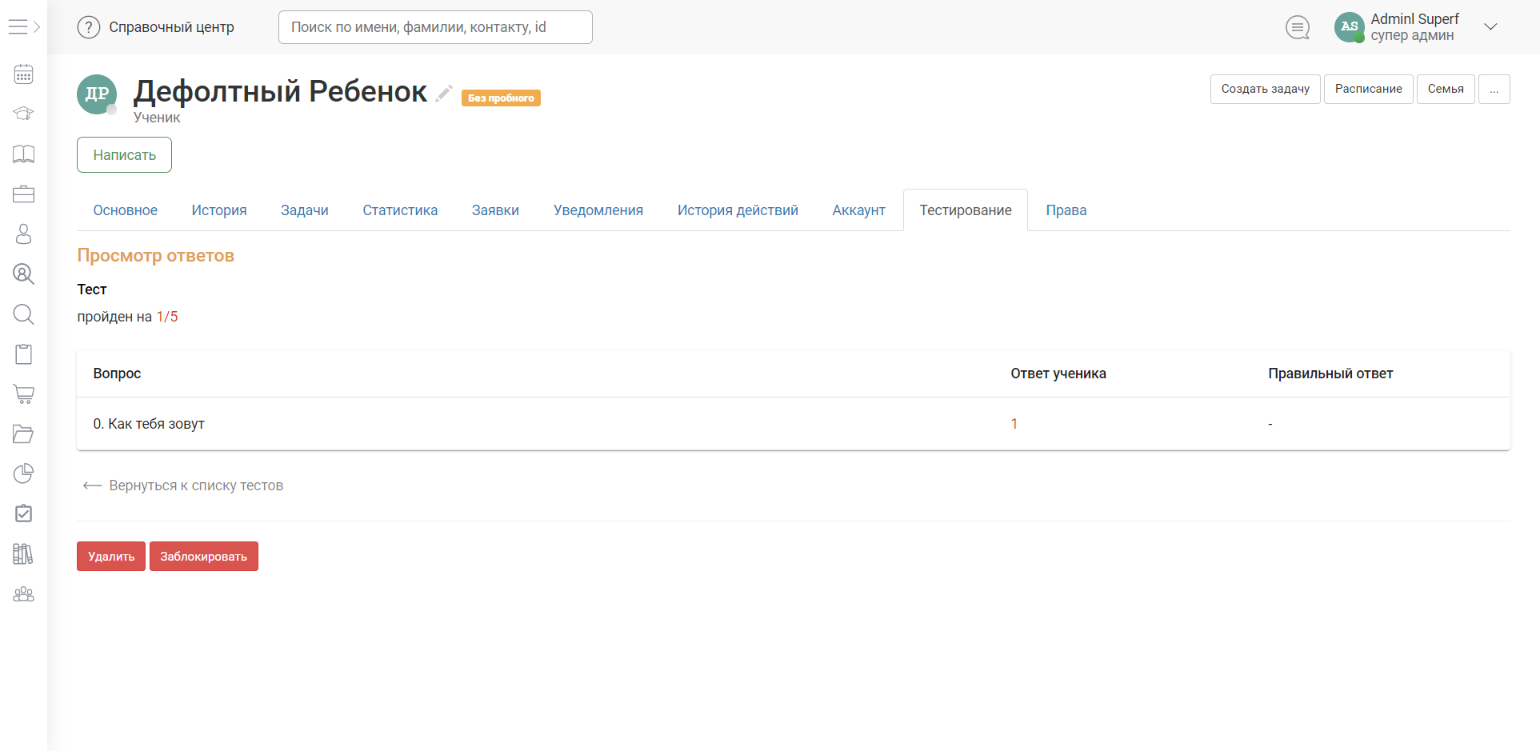 Справочный центр
Поиск по имени, фамилии, контакту, id
AS
AdminI Superf
супер админ
ДР
Дефолтный Ребенок
Без пробного
Ученик
Создать задачу
Расписание
Семья
...
Написать
Основное
История
Задачи
Статистика
Заявки
Уведомления
История действий
Аккаунт
Тестирование
Права
Просмотр ответов
Тест
пройден на 1/5
Вопрос
Ответ ученика
Правильный ответ
0. Как тебя зовут
1
-
Вернуться к списку тестов
Удалить
Заблокировать